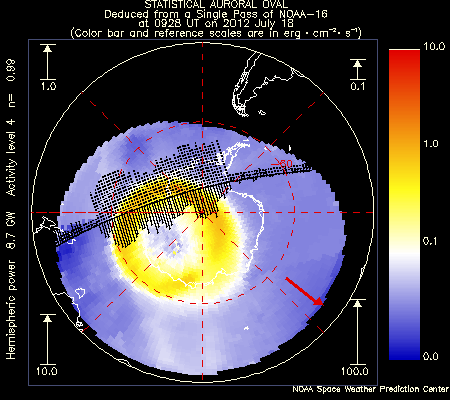 STATISTICAL AURORAL OVAL
Deduced from a Single Pass of NOAA-16
at 0928 UT on 2012 July 18
(Color bar and reference scales are in erg · cm⁻² · s⁻¹)
1.0
0.1
10.0
1.0
0.1
0.0
-60
Hemispheric power 8.7 GW Activity level 4 n= 0.99
10.0
100.0
NOAA Space Weather Prediction Center